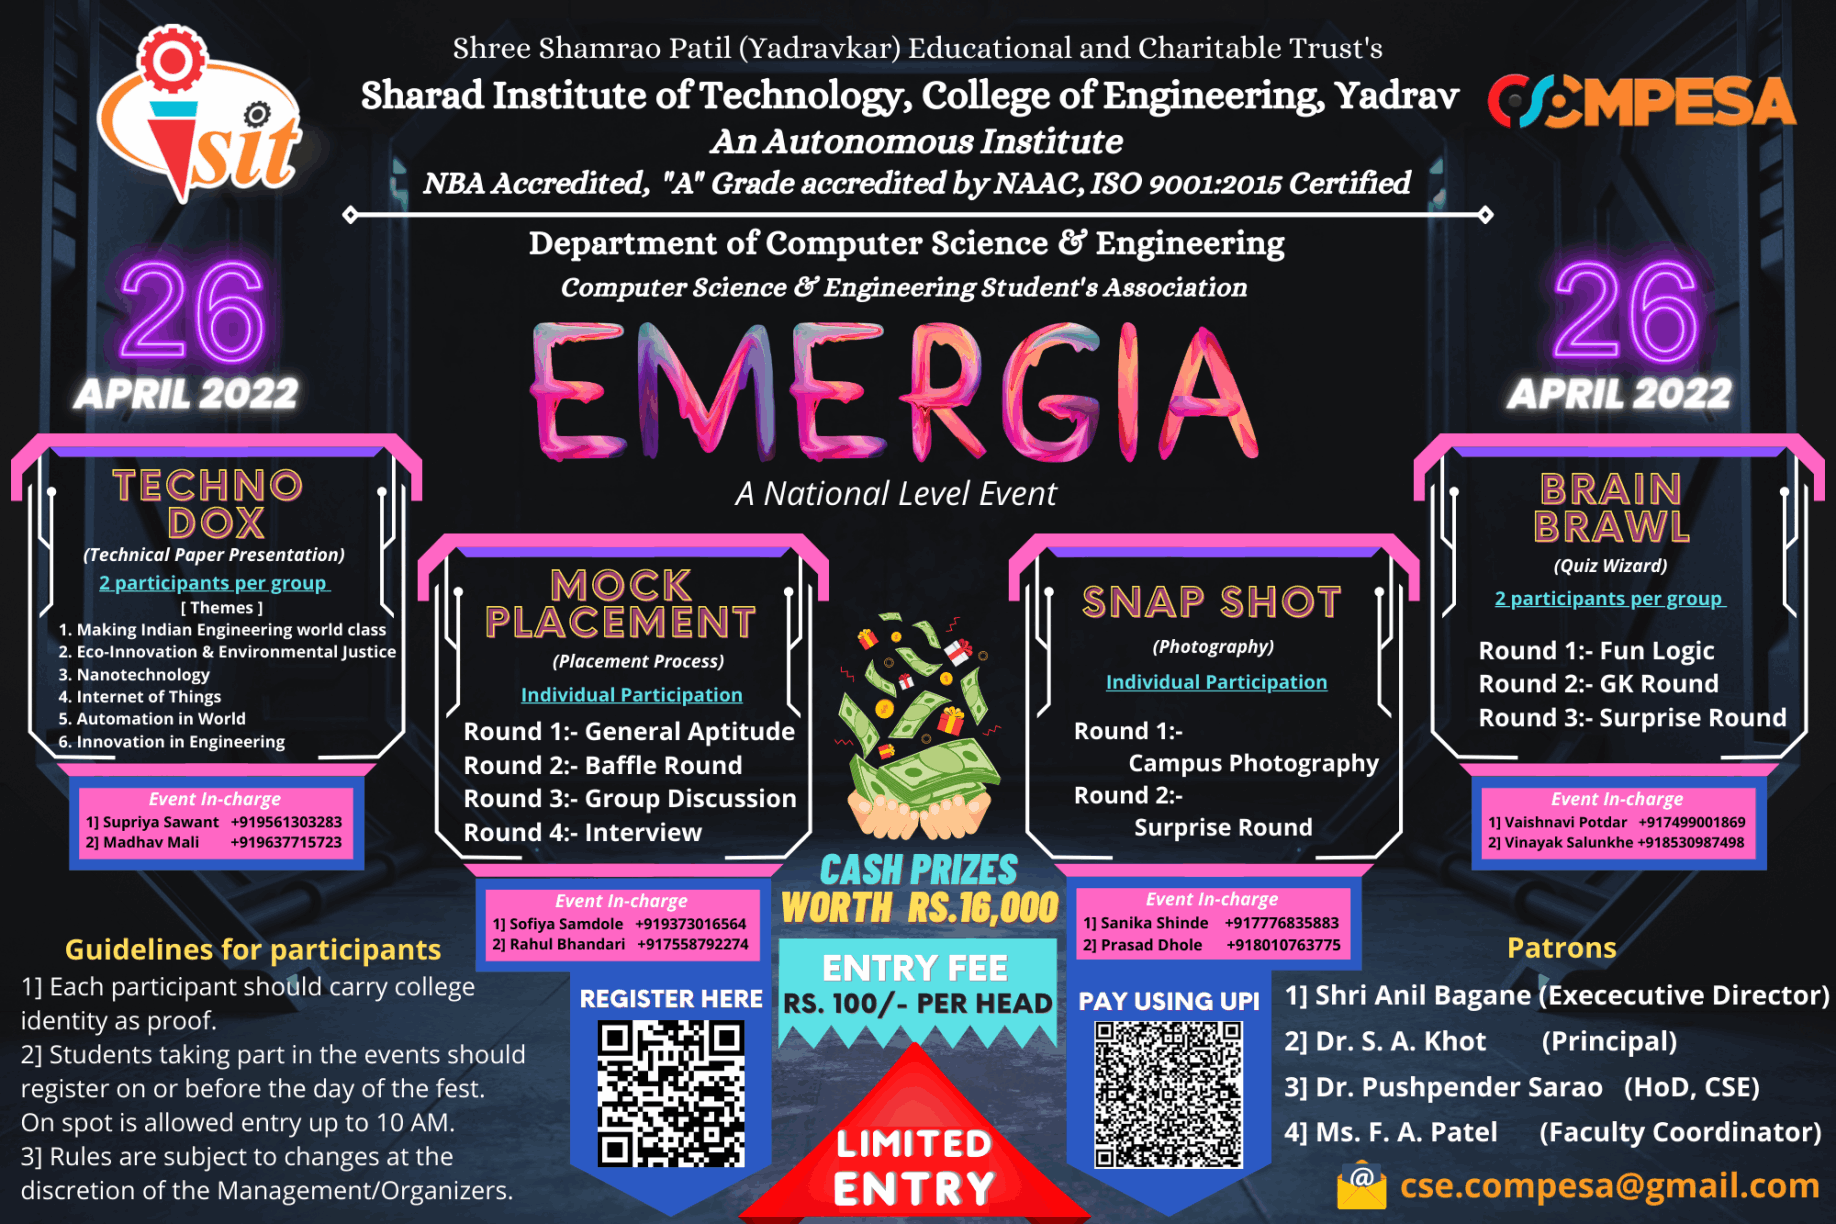 Shree Shamrao Patil (Yadravkar) Educational and Charitable Trust's
Sharad Institute of Technology, College of Engineering, Yadrav
An Autonomous Institute
NBA Accredited, "A" Grade accredited by NAAC, ISO 9001:2015 Certified
sit
COMPESA
Department of Computer Science & Engineering
Computer Science & Engineering Student's Association
26
APRIL 2022
EMERGIA
A National Level Event
26
APRIL 2022
TECHNO
DOX
(Technical Paper Presentation)
2 participants per group
[ Themes ]
1. Making Indian Engineering world class
2. Eco-Innovation & Environmental Justice
3. Nanotechnology
4. Internet of Things
5. Automation in World
6. Innovation in Engineering
Event In-charge
1] Supriya Sawant +919561303283
2] Madhav Mali +919637715723
MOCK
PLACEMENT
(Placement Process)
Individual Participation
Round 1:- General Aptitude
Round 2:- Baffle Round
Round 3:- Group Discussion
Round 4:- Interview
Event In-charge
1] Sofiya Samdole +919373016564
2] Rahul Bhandari +917558792274
CASH PRIZES
WORTH RS.16,000
SNAP SHOT
(Photography)
Individual Participation
Round 1:-
Campus Photography
Round 2:-
Surprise Round
Event In-charge
1] Sanika Shinde +917776835883
2] Prasad Dhole +918010763775
BRAIN
BRAWL
(Quiz Wizard)
2 participants per group
Round 1:- Fun Logic
Round 2:- GK Round
Round 3:- Surprise Round
Event In-charge
1] Vaishnavi Potdar +917499001869
2] Vinayak Salunkhe +918530987498
Guidelines for participants
1] Each participant should carry college
identity as proof.
2] Students taking part in the events should
register on or before the day of the fest.
On spot is allowed entry up to 10 AM.
3] Rules are subject to changes at the
discretion of the Management/Organizers.
REGISTER HERE
ENTRY FEE
RS. 100/- PER HEAD
LIMITED
ENTRY
PAY USING UPI
Patrons
1] Shri Anil Bagane (Exececutive Director)
2] Dr. S. A. Khot (Principal)
3] Dr. Pushpender Sarao (HoD, CSE)
4] Ms. F. A. Patel (Faculty Coordinator)
@ cse.compesa@gmail.com